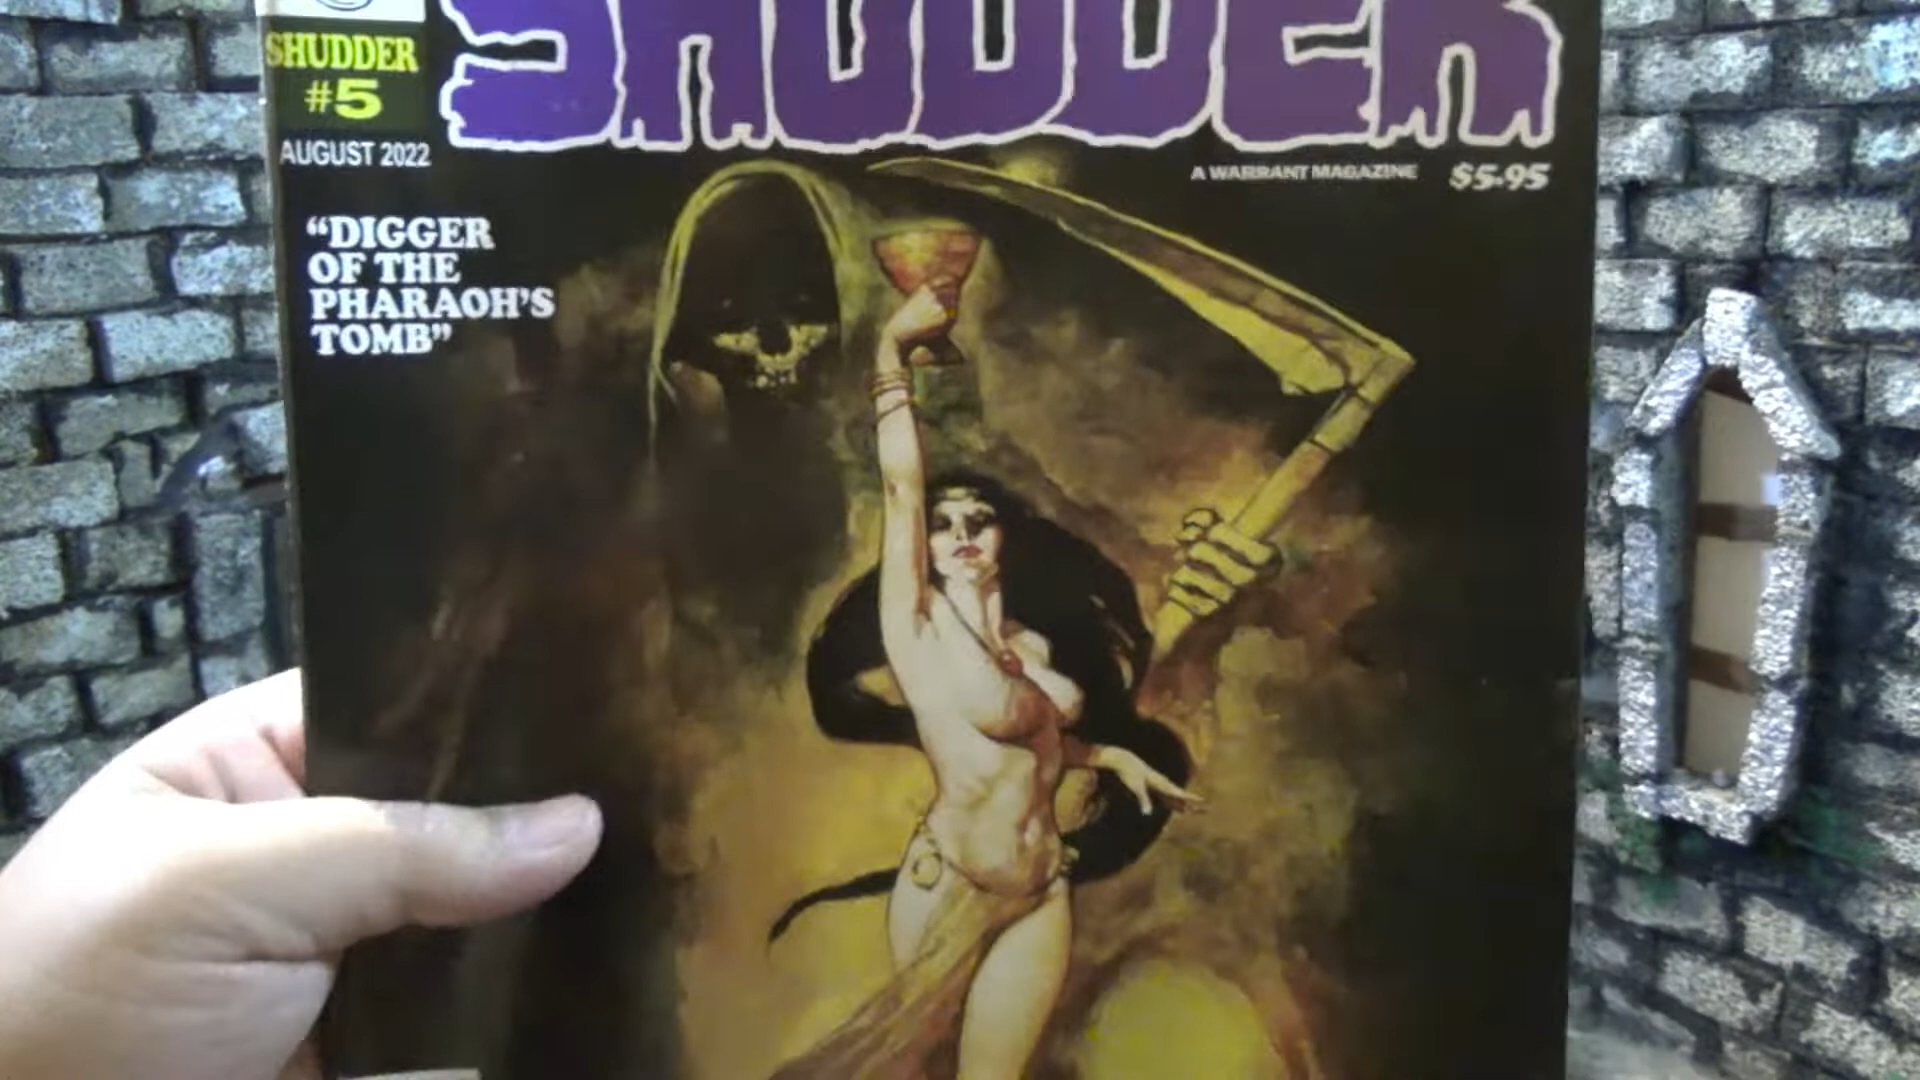 SHUDDER
SHUDDER
#5
AUGUST 2022
A WARRANT MAGAZINE
$5.95
“DIGGER
OF THE
PHARAOH’S
TOMB”